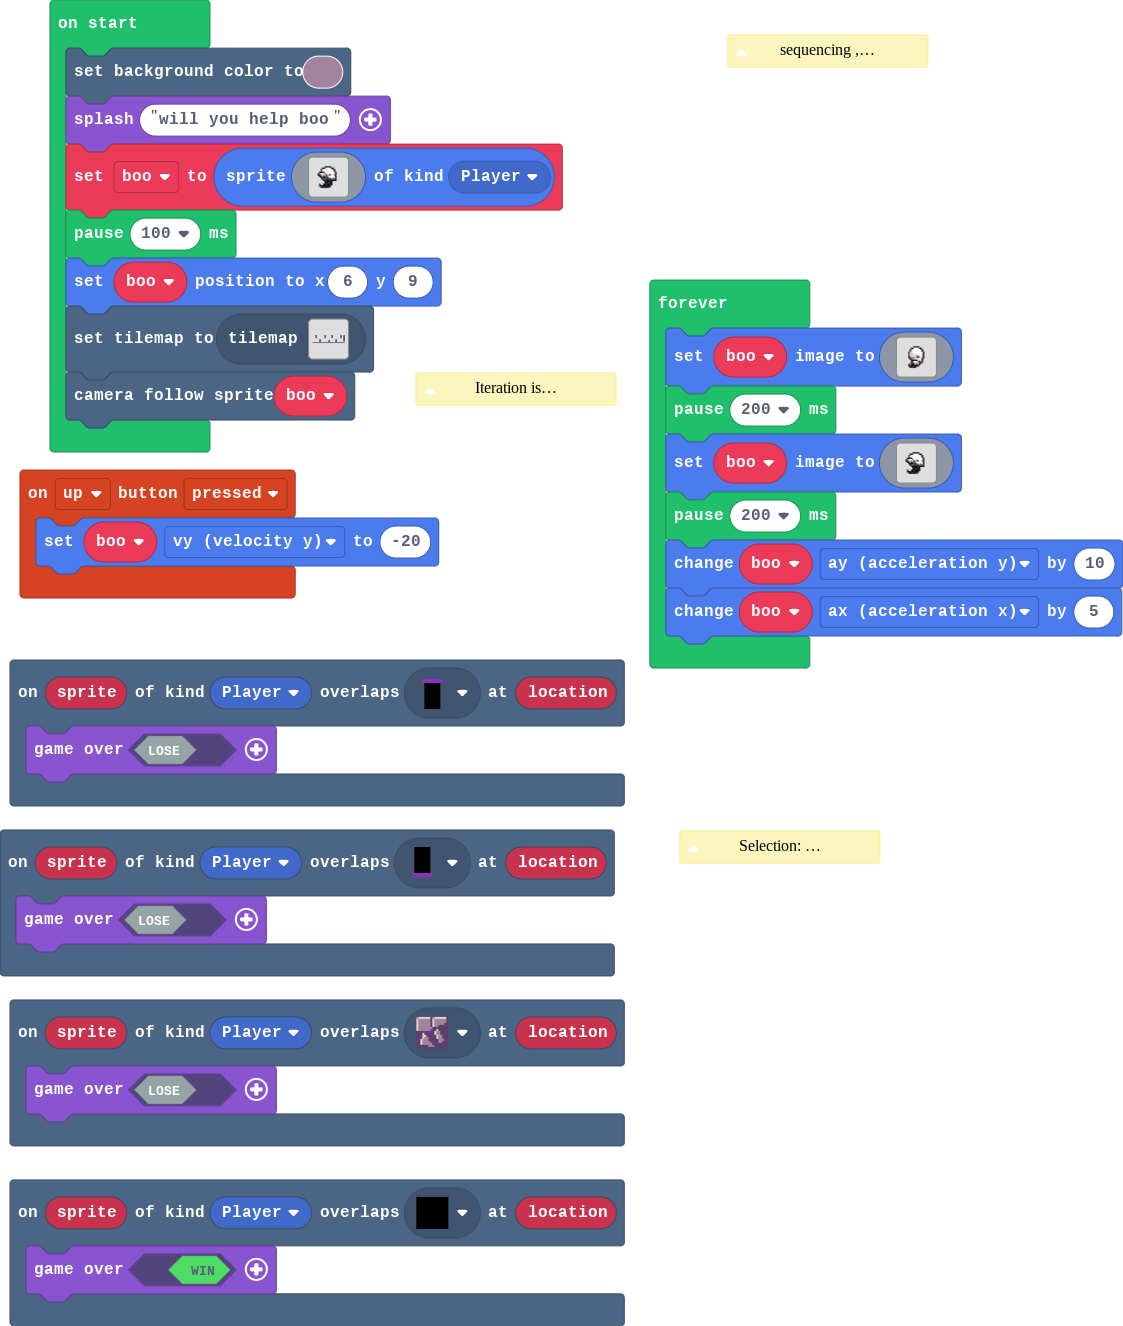 on start
set background color to
splash "will you help boo "
set boo to sprite of kind Player
pause 100 ms
set boo position to x 6 y 9
set tilemap to tilemap
camera follow sprite boo
sequencing ,…
Iteration is…
forever
set boo image to
pause 200 ms
set boo image to
pause 200 ms
change boo ay (acceleration y) by 10
change boo ax (acceleration x) by 5
on up button pressed
set boo vy (velocity y) to -20
on sprite of kind Player overlaps at location
game over LOSE
on sprite of kind Player overlaps at location
game over LOSE
Selection: …
on sprite of kind Player overlaps at location
game over LOSE
on sprite of kind Player overlaps at location
game over WIN